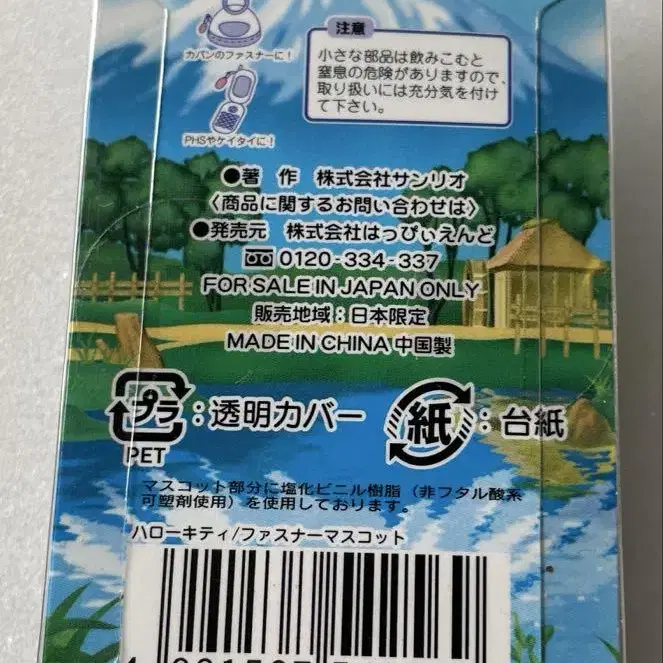 カバンのファスナーに！
PHSやケイタイに！
注意
小さな部品は飲みこむと
窒息の危険がありますので、
取り扱いには充分気を付け
て下さい。
●著 作 株式会社サンリオ
〈商品に関するお問い合わせは〉
●発売元 株式会社はっぴぃえんど
0120-334-337
FOR SALE IN JAPAN ONLY
販売地域：日本限定
MADE IN CHINA 中国製
プラ：透明カバー
PET
紙：台紙
マスコット部分に塩化ビニル樹脂（非フタル酸系
可塑剤使用）を使用しております。
ハローキティ/ファスナーマスコット